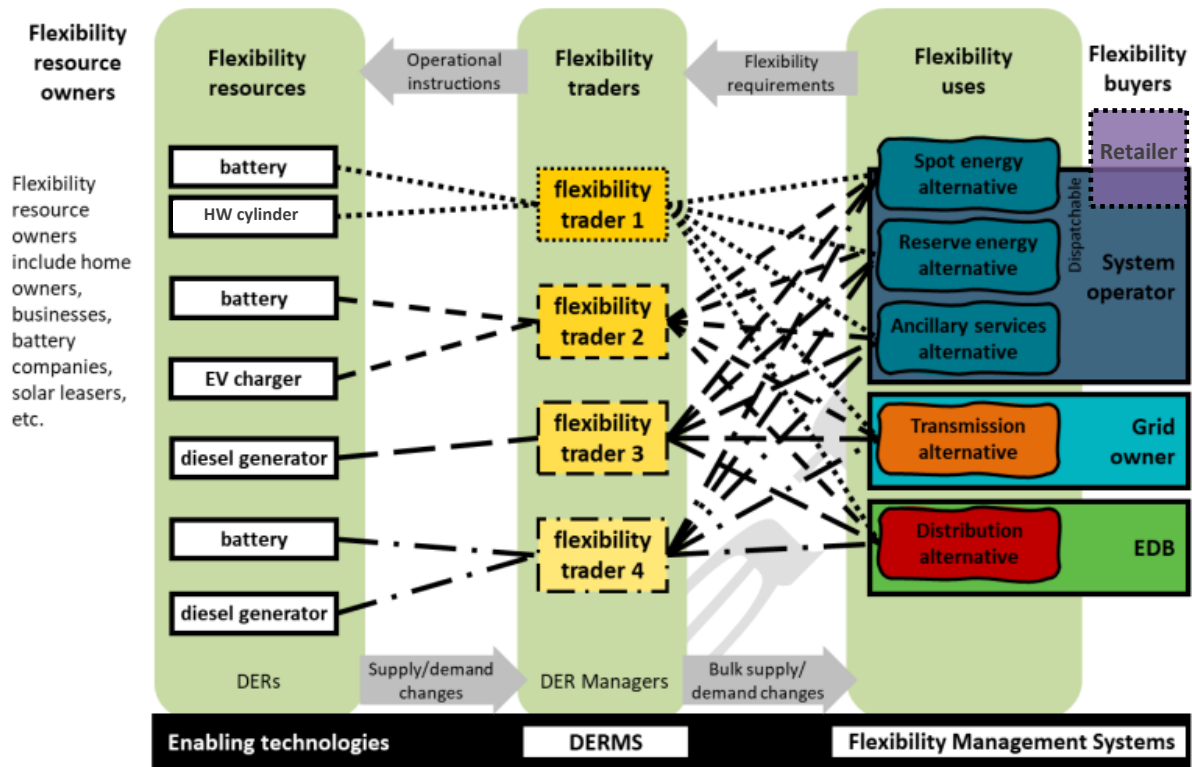 Flexibility
resource
owners
Flexibility
resource
owners
include home
owners,
businesses,
battery
companies,
solar leasers,
etc.
Flexibility
resources
battery
HW cylinder
battery
EV charger
diesel generator
battery
diesel generator
DERs
Operational
instructions
Supply/demand
changes
Flexibility
traders
flexibility
trader 1
flexibility
trader 2
flexibility
trader 3
flexibility
trader 4
DER Managers
Flexibility
requirements
Bulk supply/
demand changes
Flexibility
uses
Spot energy
alternative
Reserve energy
alternative
Ancillary services
alternative
Transmission
alternative
Distribution
alternative
Flexibility
buyers
Retailer
Dispatchable
System
operator
Grid
owner
EDB
Enabling technologies
DERMS
Flexibility Management Systems